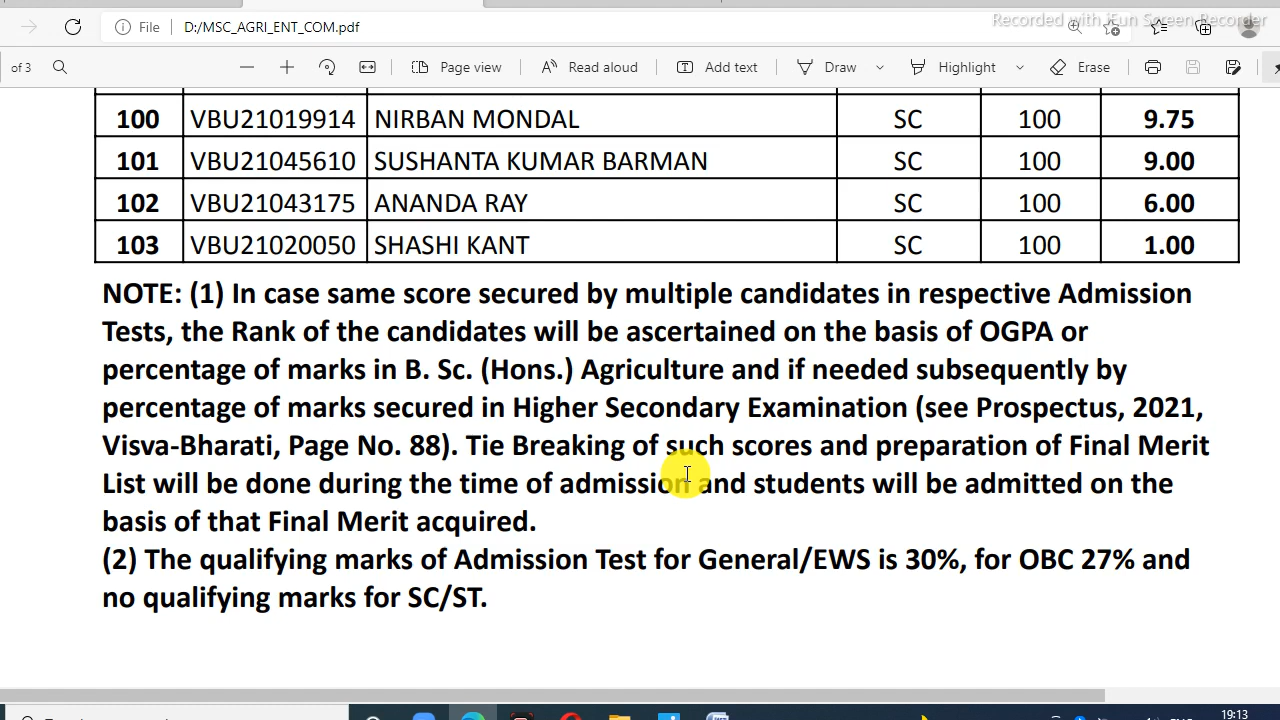 Recorded with iFun Screen Recorder
File D:/MSC_AGRI_ENT_COM.pdf
of 3 Page view Read aloud Add text Draw Highlight Erase
100 VBU21019914 NIRBAN MONDAL SC 100 9.75
101 VBU21045610 SUSHANTA KUMAR BARMAN SC 100 9.00
102 VBU21043175 ANANDA RAY SC 100 6.00
103 VBU21020050 SHASHI KANT SC 100 1.00
NOTE: (1) In case same score secured by multiple candidates in respective Admission
Tests, the Rank of the candidates will be ascertained on the basis of OGPA or
percentage of marks in B. Sc. (Hons.) Agriculture and if needed subsequently by
percentage of marks secured in Higher Secondary Examination (see Prospectus, 2021,
Visva-Bharati, Page No. 88). Tie Breaking of such scores and preparation of Final Merit
List will be done during the time of admission and students will be admitted on the
basis of that Final Merit acquired.
(2) The qualifying marks of Admission Test for General/EWS is 30%, for OBC 27% and
no qualifying marks for SC/ST.
19:13